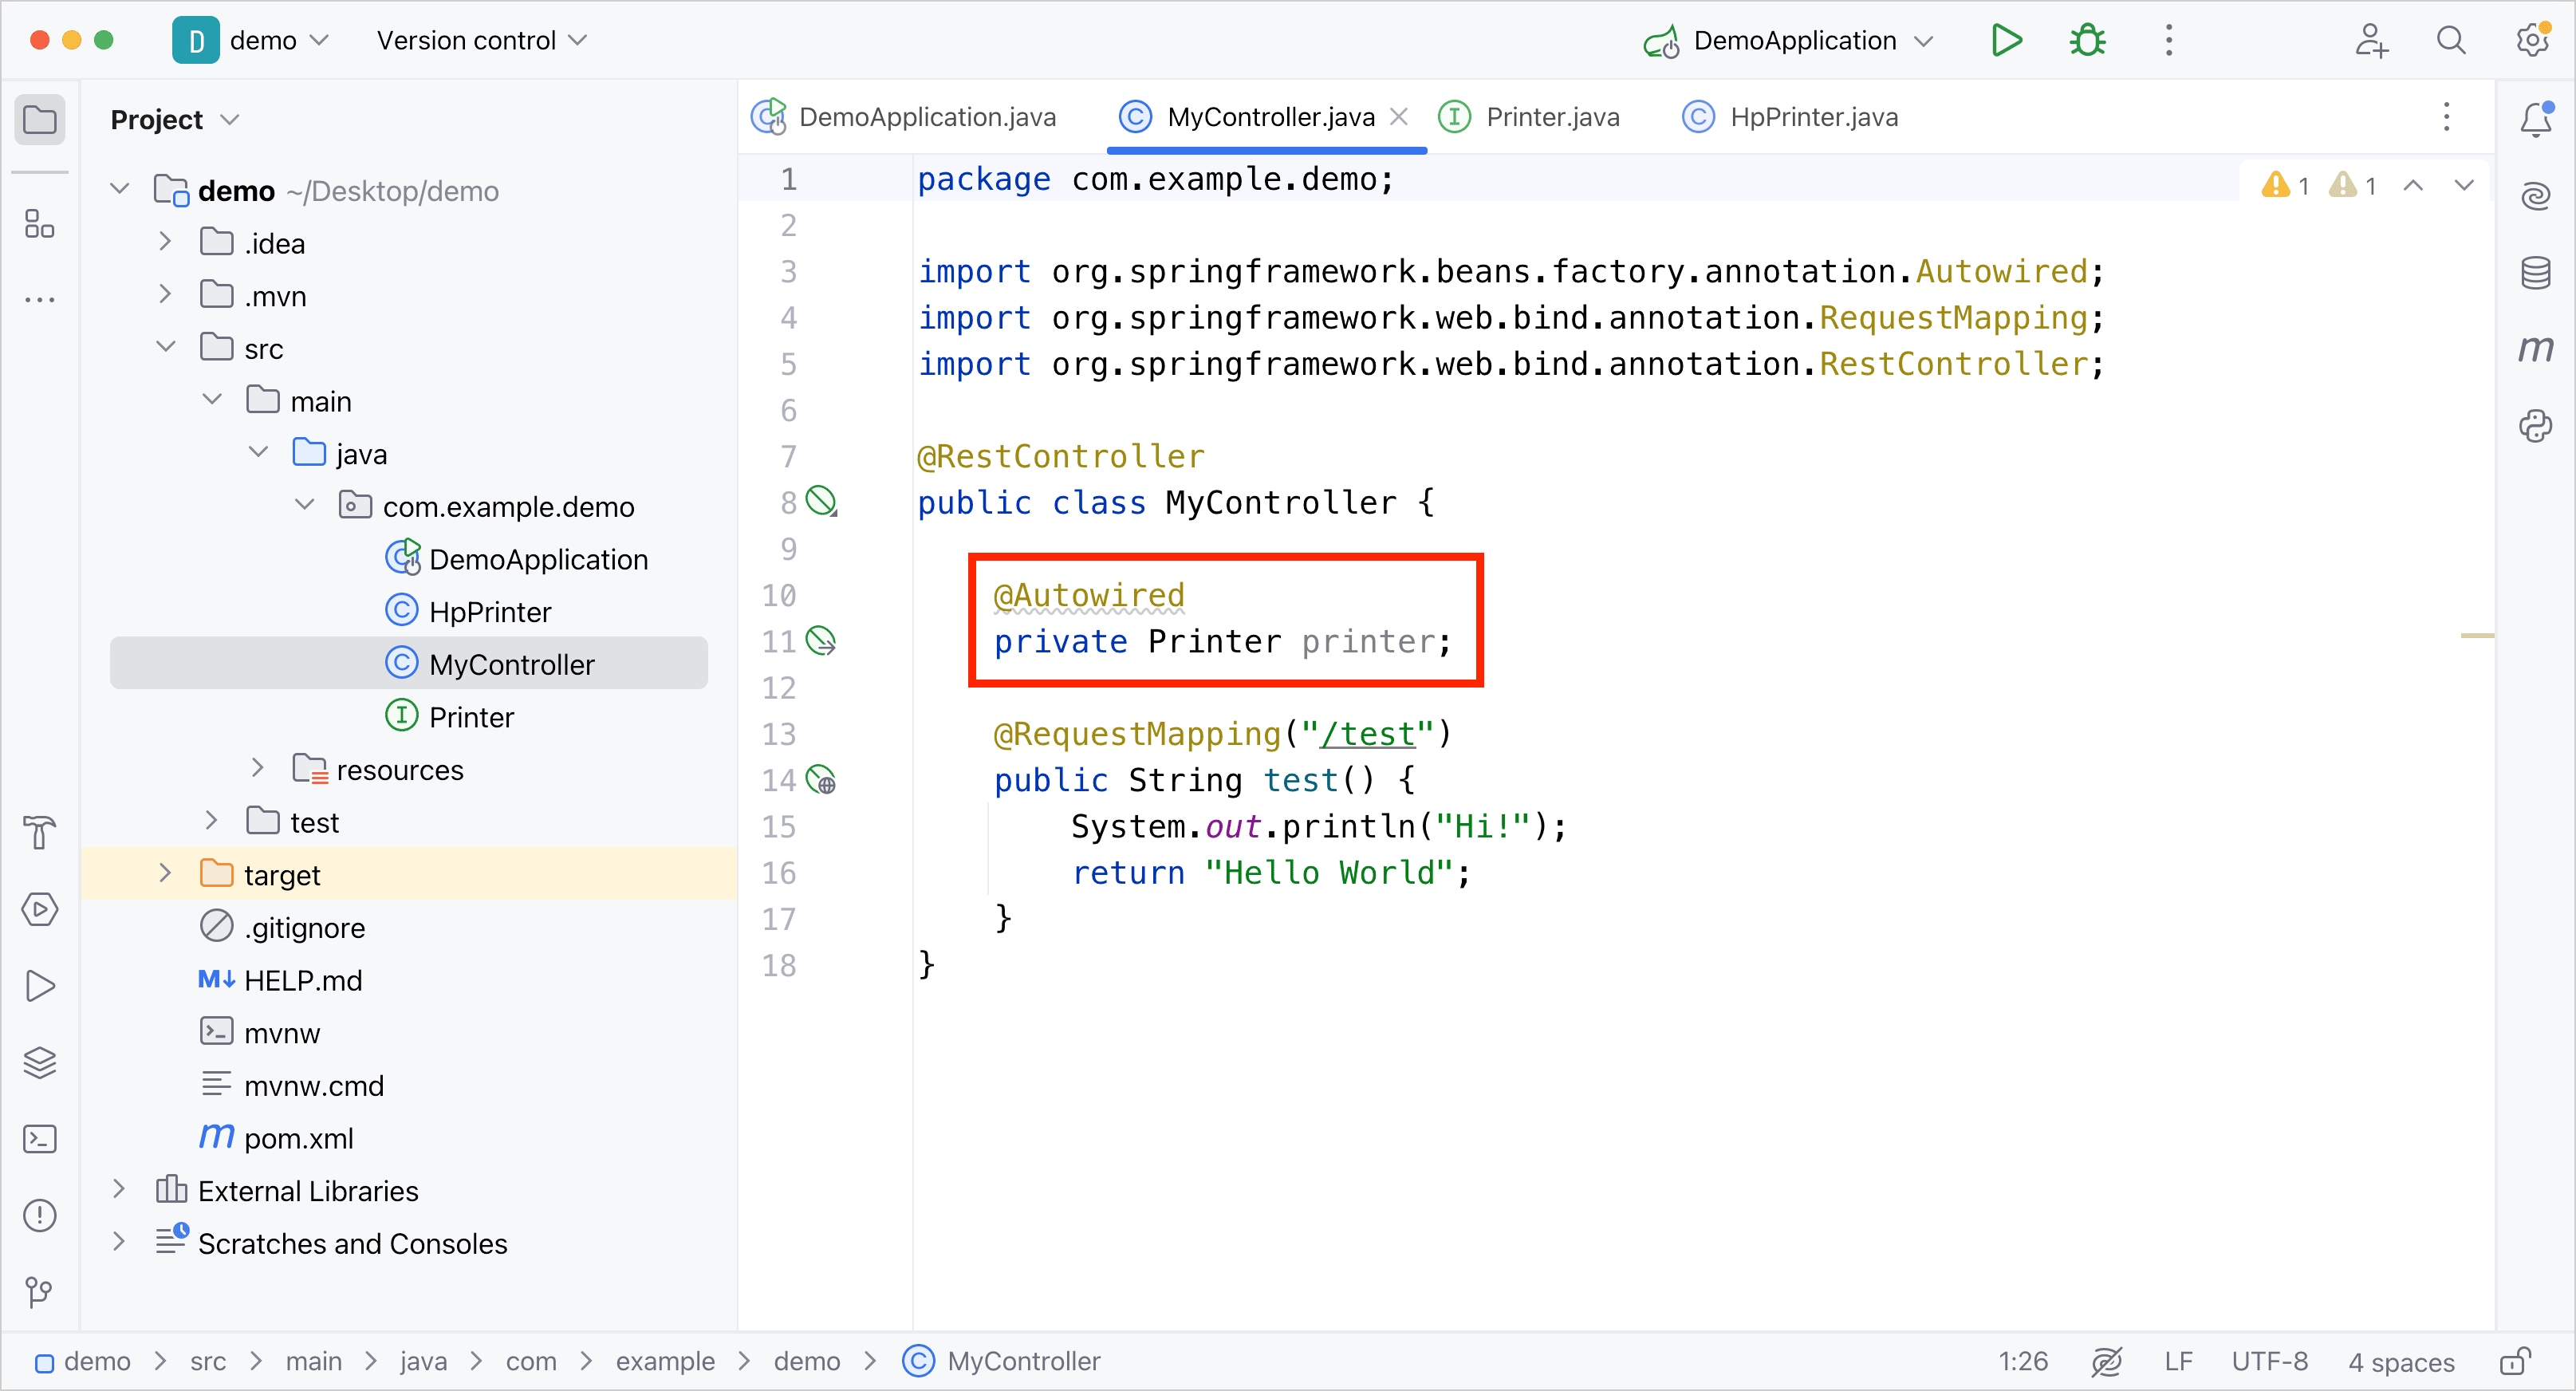 D demo Version control DemoApplication
Project
demo ~/Desktop/demo
.idea
.mvn
src
main
java
com.example.demo
DemoApplication
HpPrinter
MyController
Printer
resources
test
target
.gitignore
M↓ HELP.md
mvnw
mvnw.cmd
m pom.xml
External Libraries
Scratches and Consoles
DemoApplication.java MyController.java Printer.java HpPrinter.java
1 package com.example.demo;
2
3 import org.springframework.beans.factory.annotation.Autowired;
4 import org.springframework.web.bind.annotation.RequestMapping;
5 import org.springframework.web.bind.annotation.RestController;
6
7 @RestController
8 public class MyController {
9
10 @Autowired
11 private Printer printer;
12
13 @RequestMapping("/test")
14 public String test() {
15 System.out.println("Hi!");
16 return "Hello World";
17 }
18 }
1 1
m
demo > src > main > java > com > example > demo > MyController 1:26 LF UTF-8 4 spaces